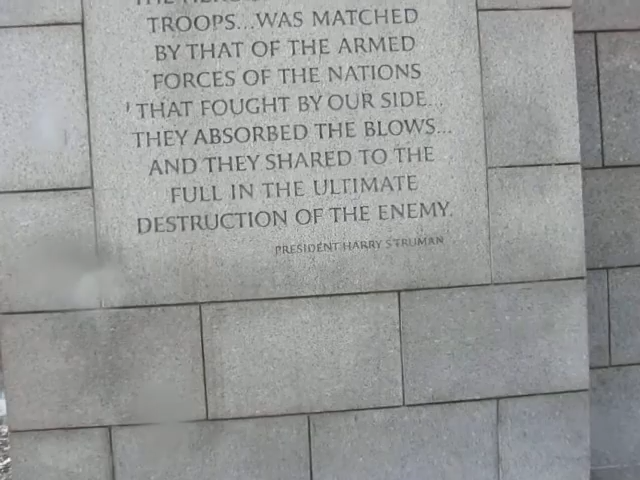 TROOPS...WAS MATCHED
BY THAT OF THE ARMED
FORCES OF THE NATIONS
THAT FOUGHT BY OUR SIDE...
THEY ABSORBED THE BLOWS...
AND THEY SHARED TO THE
FULL IN THE ULTIMATE
DESTRUCTION OF THE ENEMY.
PRESIDENT HARRY S TRUMAN